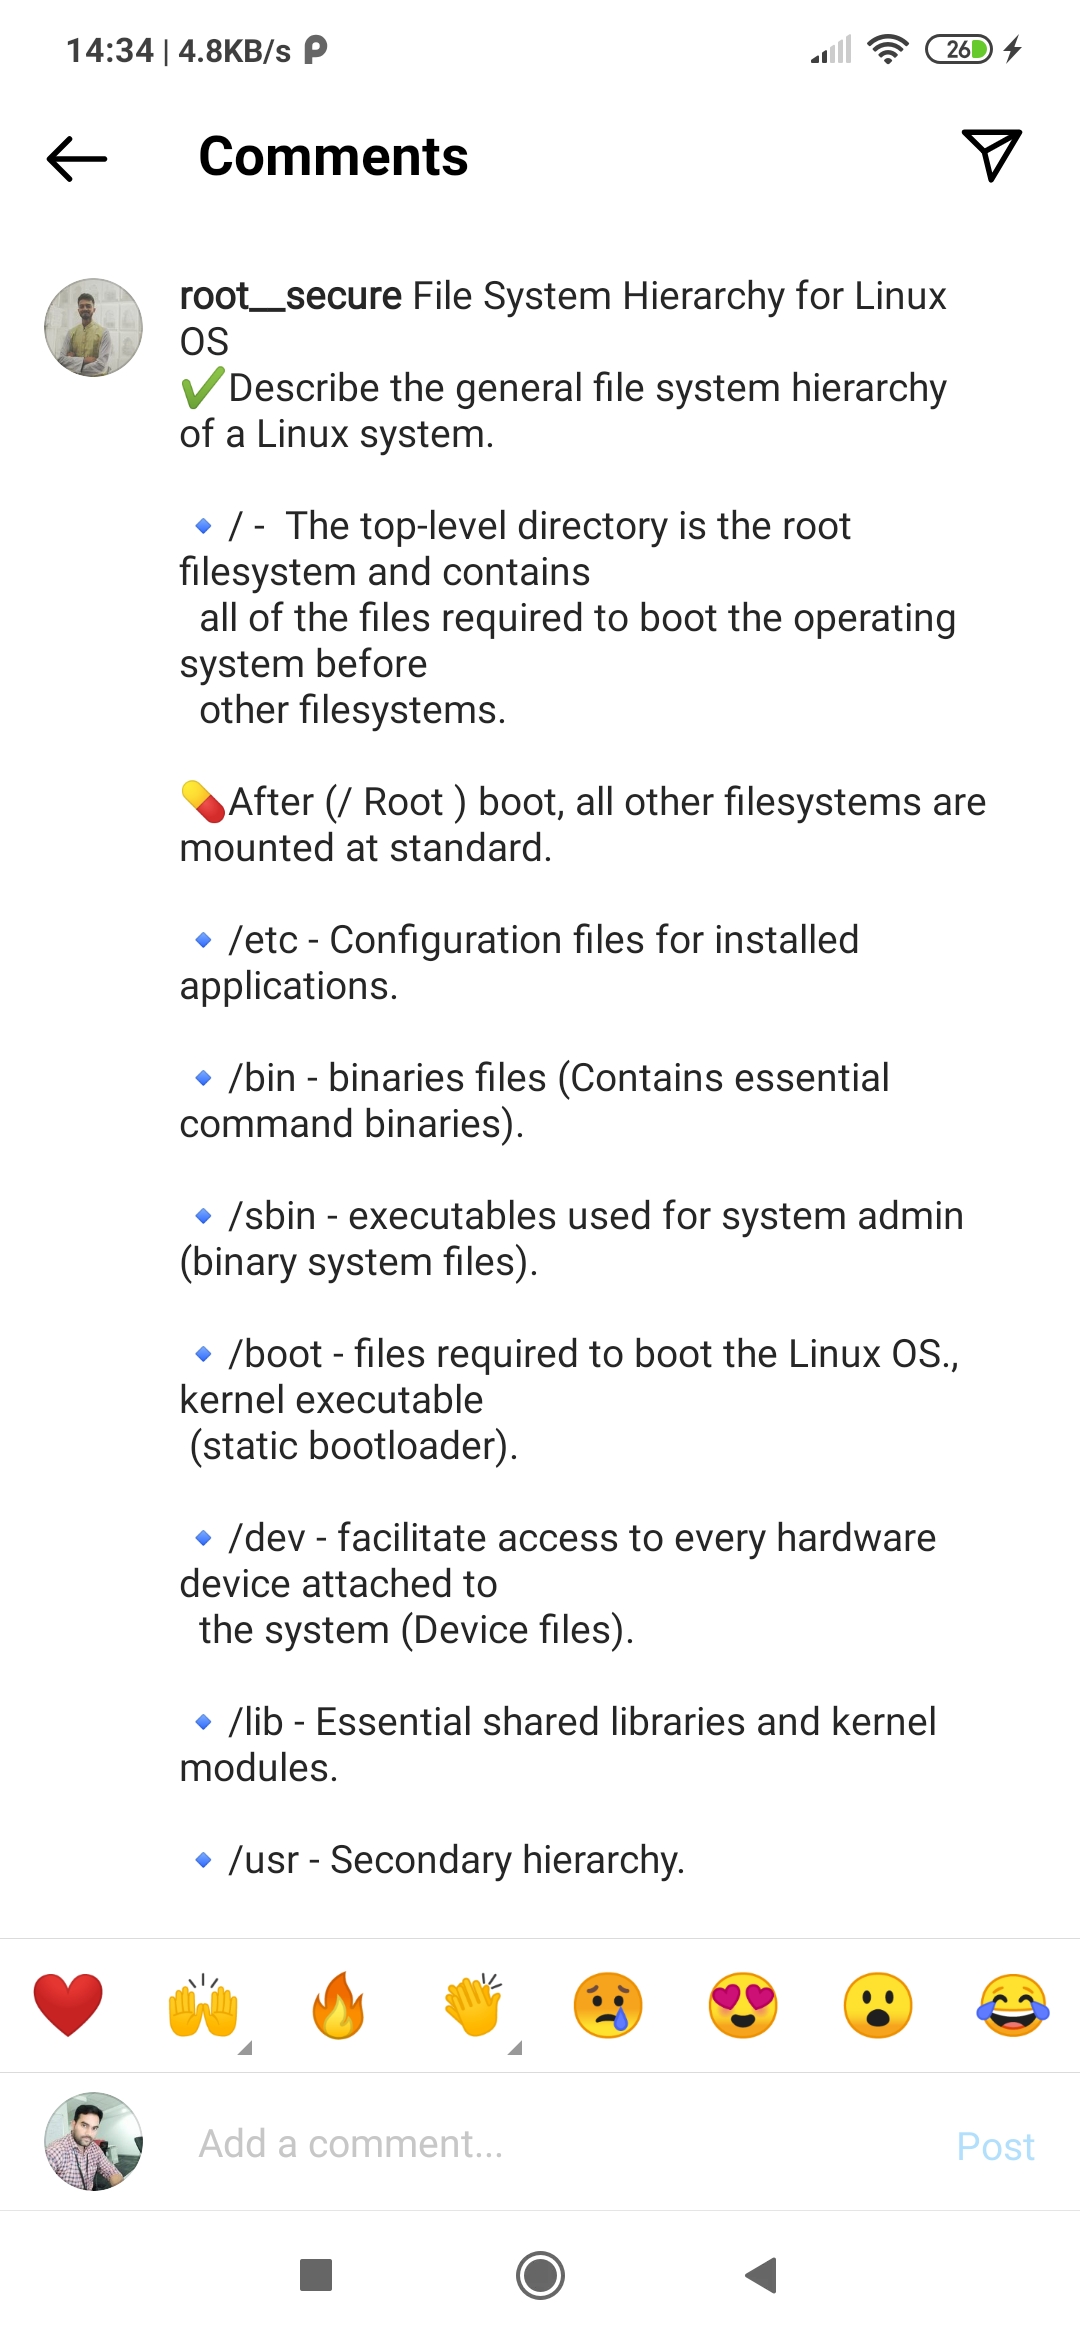 14:34 | 4.8KB/s
26
Comments
root__secure File System Hierarchy for Linux
OS
✅Describe the general file system hierarchy
of a Linux system.
🔹/ -  The top-level directory is the root
filesystem and contains
all of the files required to boot the operating
system before
other filesystems.
💊After (/ Root ) boot, all other filesystems are
mounted at standard.
🔹/etc - Configuration files for installed
applications.
🔹/bin - binaries files (Contains essential
command binaries).
🔹/sbin - executables used for system admin
(binary system files).
🔹/boot - files required to boot the Linux OS.,
kernel executable
(static bootloader).
🔹/dev - facilitate access to every hardware
device attached to
the system (Device files).
🔹/lib - Essential shared libraries and kernel
modules.
🔹/usr - Secondary hierarchy.
Add a comment...
Post